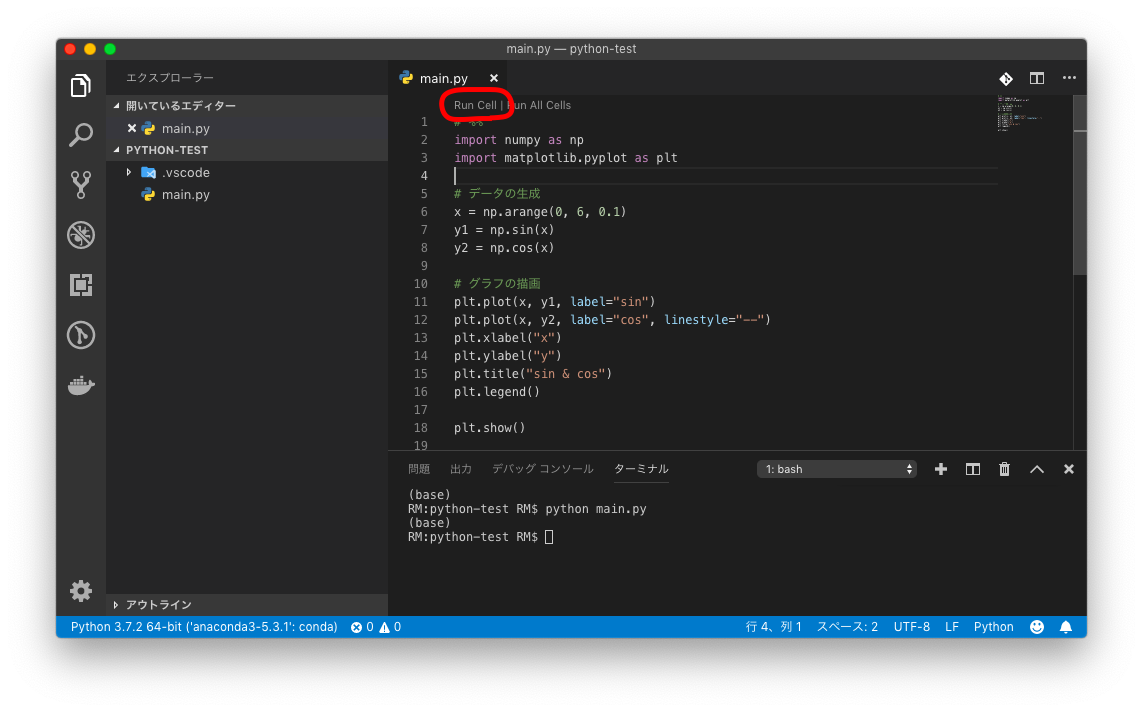 main.py — python-test
エクスプローラー
開いているエディター
main.py
PYTHON-TEST
.vscode
main.py
アウトライン
main.py
Run Cell | Run All Cells
1 # %%
2 import numpy as np
3 import matplotlib.pyplot as plt
4
5 # データの生成
6 x = np.arange(0, 6, 0.1)
7 y1 = np.sin(x)
8 y2 = np.cos(x)
9
10 # グラフの描画
11 plt.plot(x, y1, label="sin")
12 plt.plot(x, y2, label="cos", linestyle="--")
13 plt.xlabel("x")
14 plt.ylabel("y")
15 plt.title("sin & cos")
16 plt.legend()
17
18 plt.show()
19
問題 出力 デバッグ コンソール ターミナル 1: bash
(base)
RM:python-test RM$ python main.py
(base)
RM:python-test RM$
Python 3.7.2 64-bit ('anaconda3-5.3.1': conda) 0 0 行 4、列 1 スペース: 2 UTF-8 LF Python